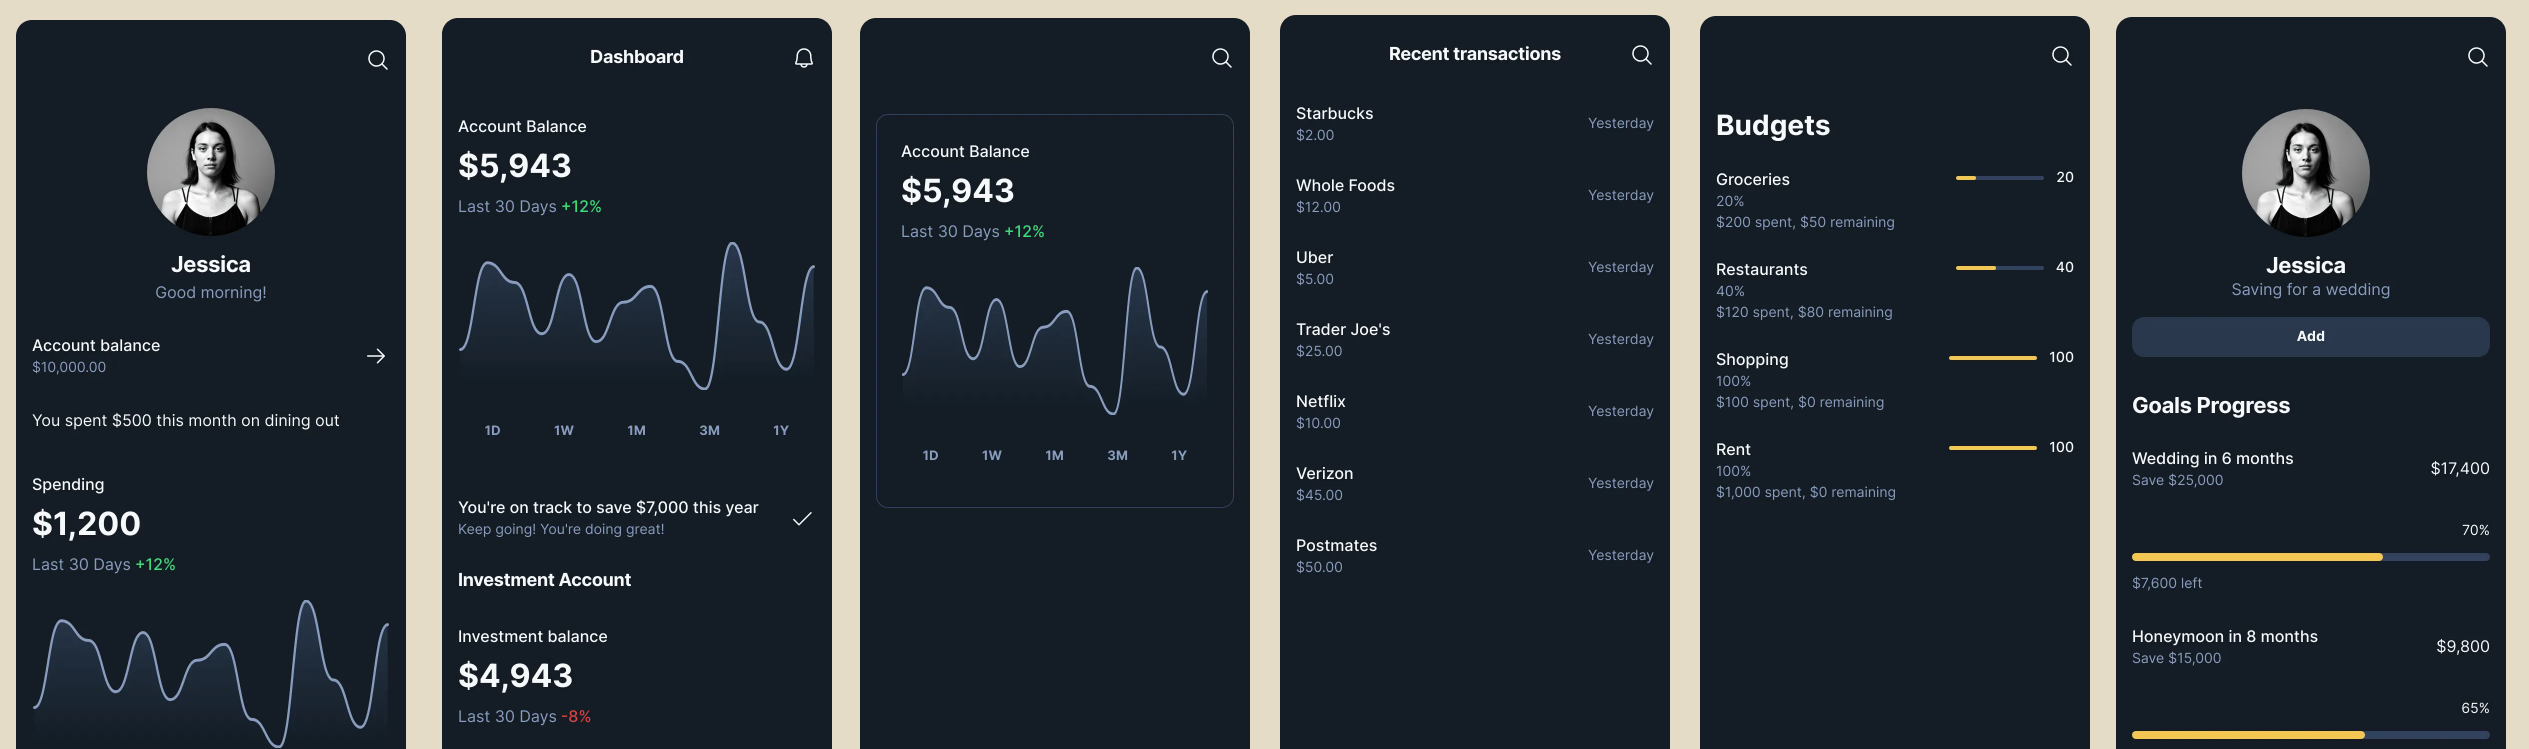 Jessica
Good morning!
Account balance
$10,000.00
You spent $500 this month on dining out
Spending
$1,200
Last 30 Days +12%
Dashboard
Account Balance
$5,943
Last 30 Days +12%
1D 1W 1M 3M 1Y
You're on track to save $7,000 this year
Keep going! You're doing great!
Investment Account
Investment balance
$4,943
Last 30 Days -8%
Account Balance
$5,943
Last 30 Days +12%
1D 1W 1M 3M 1Y
Recent transactions
Starbucks
$2.00
Yesterday
Whole Foods
$12.00
Yesterday
Uber
$5.00
Yesterday
Trader Joe's
$25.00
Yesterday
Netflix
$10.00
Yesterday
Verizon
$45.00
Yesterday
Postmates
$50.00
Yesterday
Budgets
Groceries
20%
$200 spent, $50 remaining
20
Restaurants
40%
$120 spent, $80 remaining
40
Shopping
100%
$100 spent, $0 remaining
100
Rent
100%
$1,000 spent, $0 remaining
100
Jessica
Saving for a wedding
Add
Goals Progress
Wedding in 6 months
Save $25,000
$17,400
70%
$7,600 left
Honeymoon in 8 months
Save $15,000
$9,800
65%